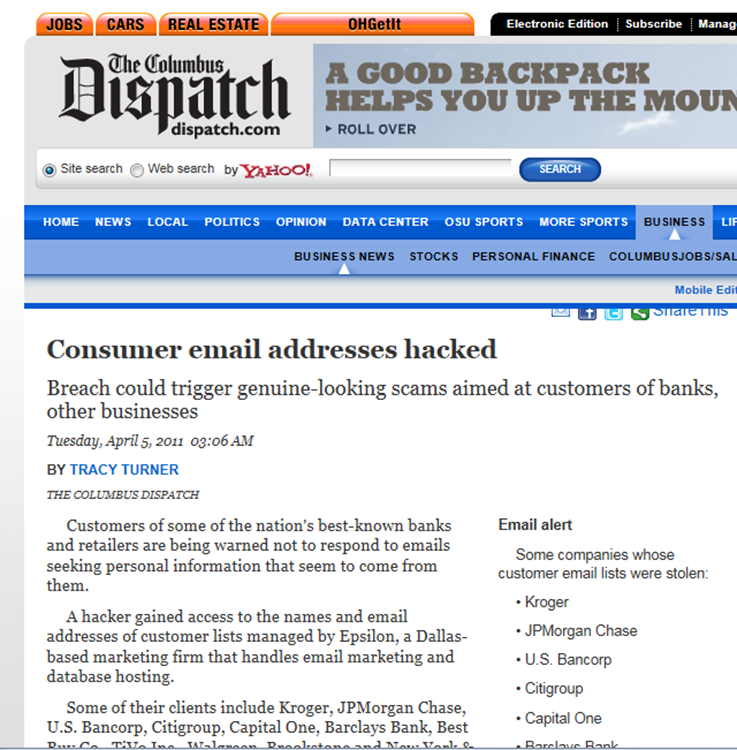 JOBS CARS REAL ESTATE OHGetIt Electronic Edition Subscribe Manag
The Columbus
Dispatch
dispatch.com
A GOOD BACKPACK
HELPS YOU UP THE MOUN
ROLL OVER
Site search Web search by YAHOO! SEARCH
HOME NEWS LOCAL POLITICS OPINION DATA CENTER OSU SPORTS MORE SPORTS BUSINESS LIF
BUSINESS NEWS STOCKS PERSONAL FINANCE COLUMBUSJOBS/SAL
Mobile Edit
ShareThis
Consumer email addresses hacked
Breach could trigger genuine-looking scams aimed at customers of banks,
other businesses
Tuesday, April 5, 2011 03:06 AM
BY TRACY TURNER
THE COLUMBUS DISPATCH
Customers of some of the nation's best-known banks
and retailers are being warned not to respond to emails
seeking personal information that seem to come from
them.
A hacker gained access to the names and email
addresses of customer lists managed by Epsilon, a Dallas-
based marketing firm that handles email marketing and
database hosting.
Some of their clients include Kroger, JPMorgan Chase,
U.S. Bancorp, Citigroup, Capital One, Barclays Bank, Best
Buy Co., TiVo Inc., Walgreen, Brookstone and New York &
Email alert
Some companies whose
customer email lists were stolen:
• Kroger
• JPMorgan Chase
• U.S. Bancorp
• Citigroup
• Capital One
• Barclays Bank